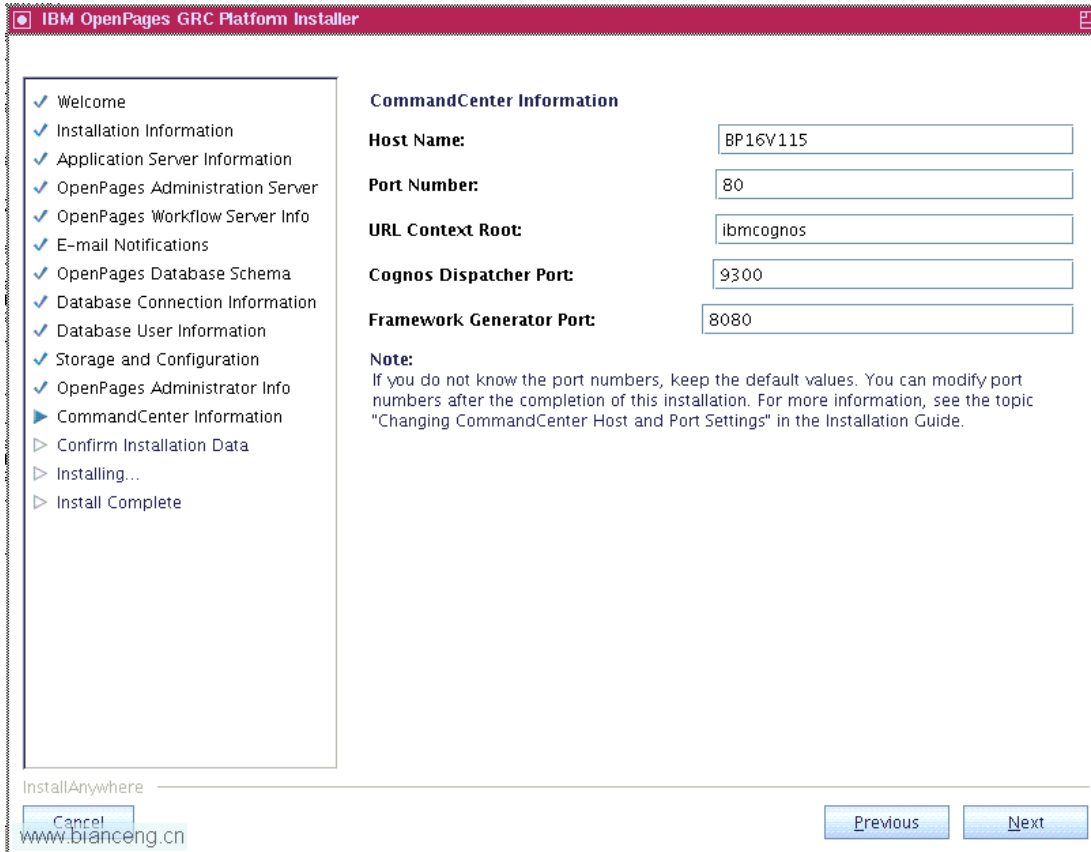 IBM OpenPages GRC Platform Installer
Welcome
Installation Information
Application Server Information
OpenPages Administration Server
OpenPages Workflow Server Info
E-mail Notifications
OpenPages Database Schema
Database Connection Information
Database User Information
Storage and Configuration
OpenPages Administrator Info
CommandCenter Information
Confirm Installation Data
Installing...
Install Complete
CommandCenter Information
Host Name: BP16V115
Port Number: 80
URL Context Root: ibmcognos
Cognos Dispatcher Port: 9300
Framework Generator Port: 8080
Note:
If you do not know the port numbers, keep the default values. You can modify port
numbers after the completion of this installation. For more information, see the topic
"Changing CommandCenter Host and Port Settings" in the Installation Guide.
InstallAnywhere
Cancel Previous Next
www.bianceng.cn